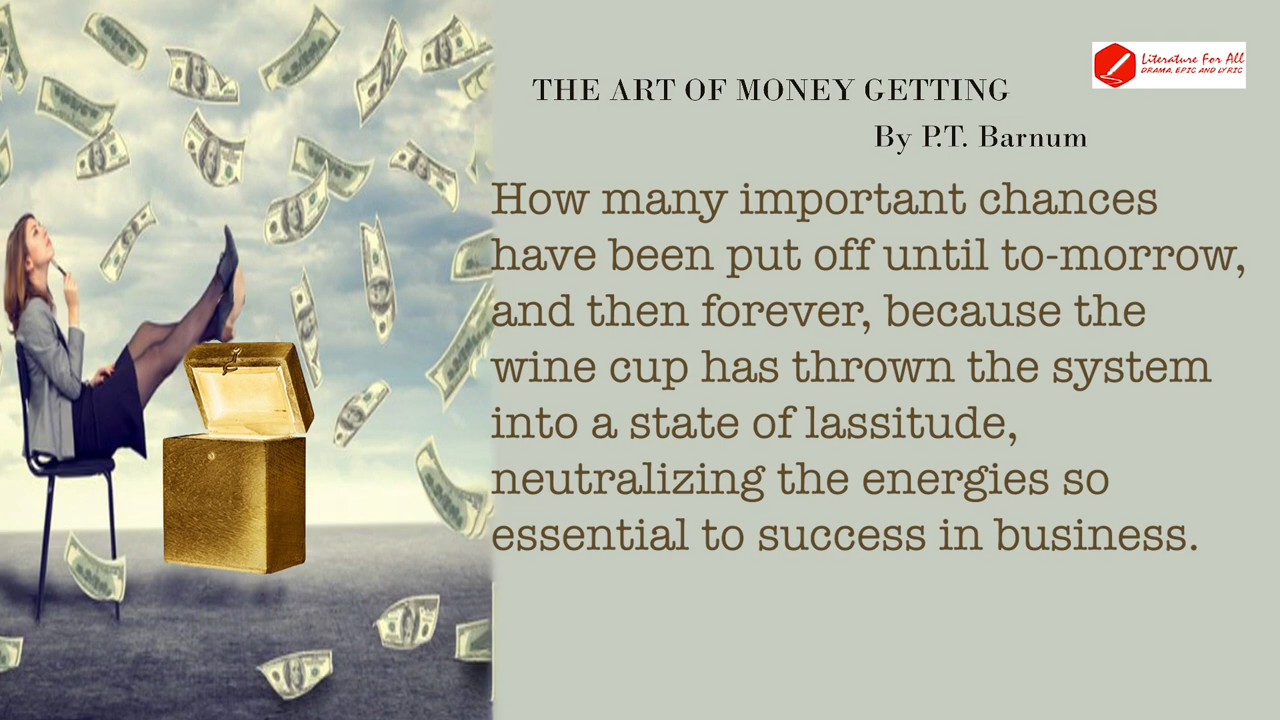 Literature For All
DRAMA, EPIC AND LYRIC
THE ART OF MONEY GETTING
By P.T. Barnum
How many important chances
have been put off until to-morrow,
and then forever, because the
wine cup has thrown the system
into a state of lassitude,
neutralizing the energies so
essential to success in business.